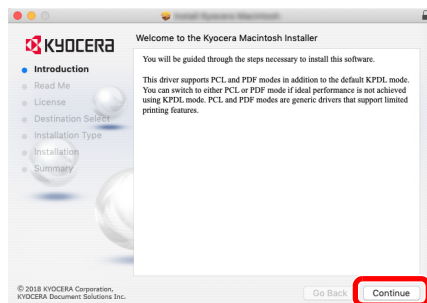 KYOCERA
Welcome to the Kyocera Macintosh Installer
Introduction
Read Me
License
Destination Select
Installation Type
Installation
Summary
You will be guided through the steps necessary to install this software.
This driver supports PCL and PDF modes in addition to the default KPDL mode.
You can switch to either PCL or PDF mode if ideal performance is not achieved
using KPDL mode. PCL and PDF modes are generic drivers that support limited
printing features.
© 2018 KYOCERA Corporation,
KYOCERA Document Solutions Inc.
Go Back
Continue